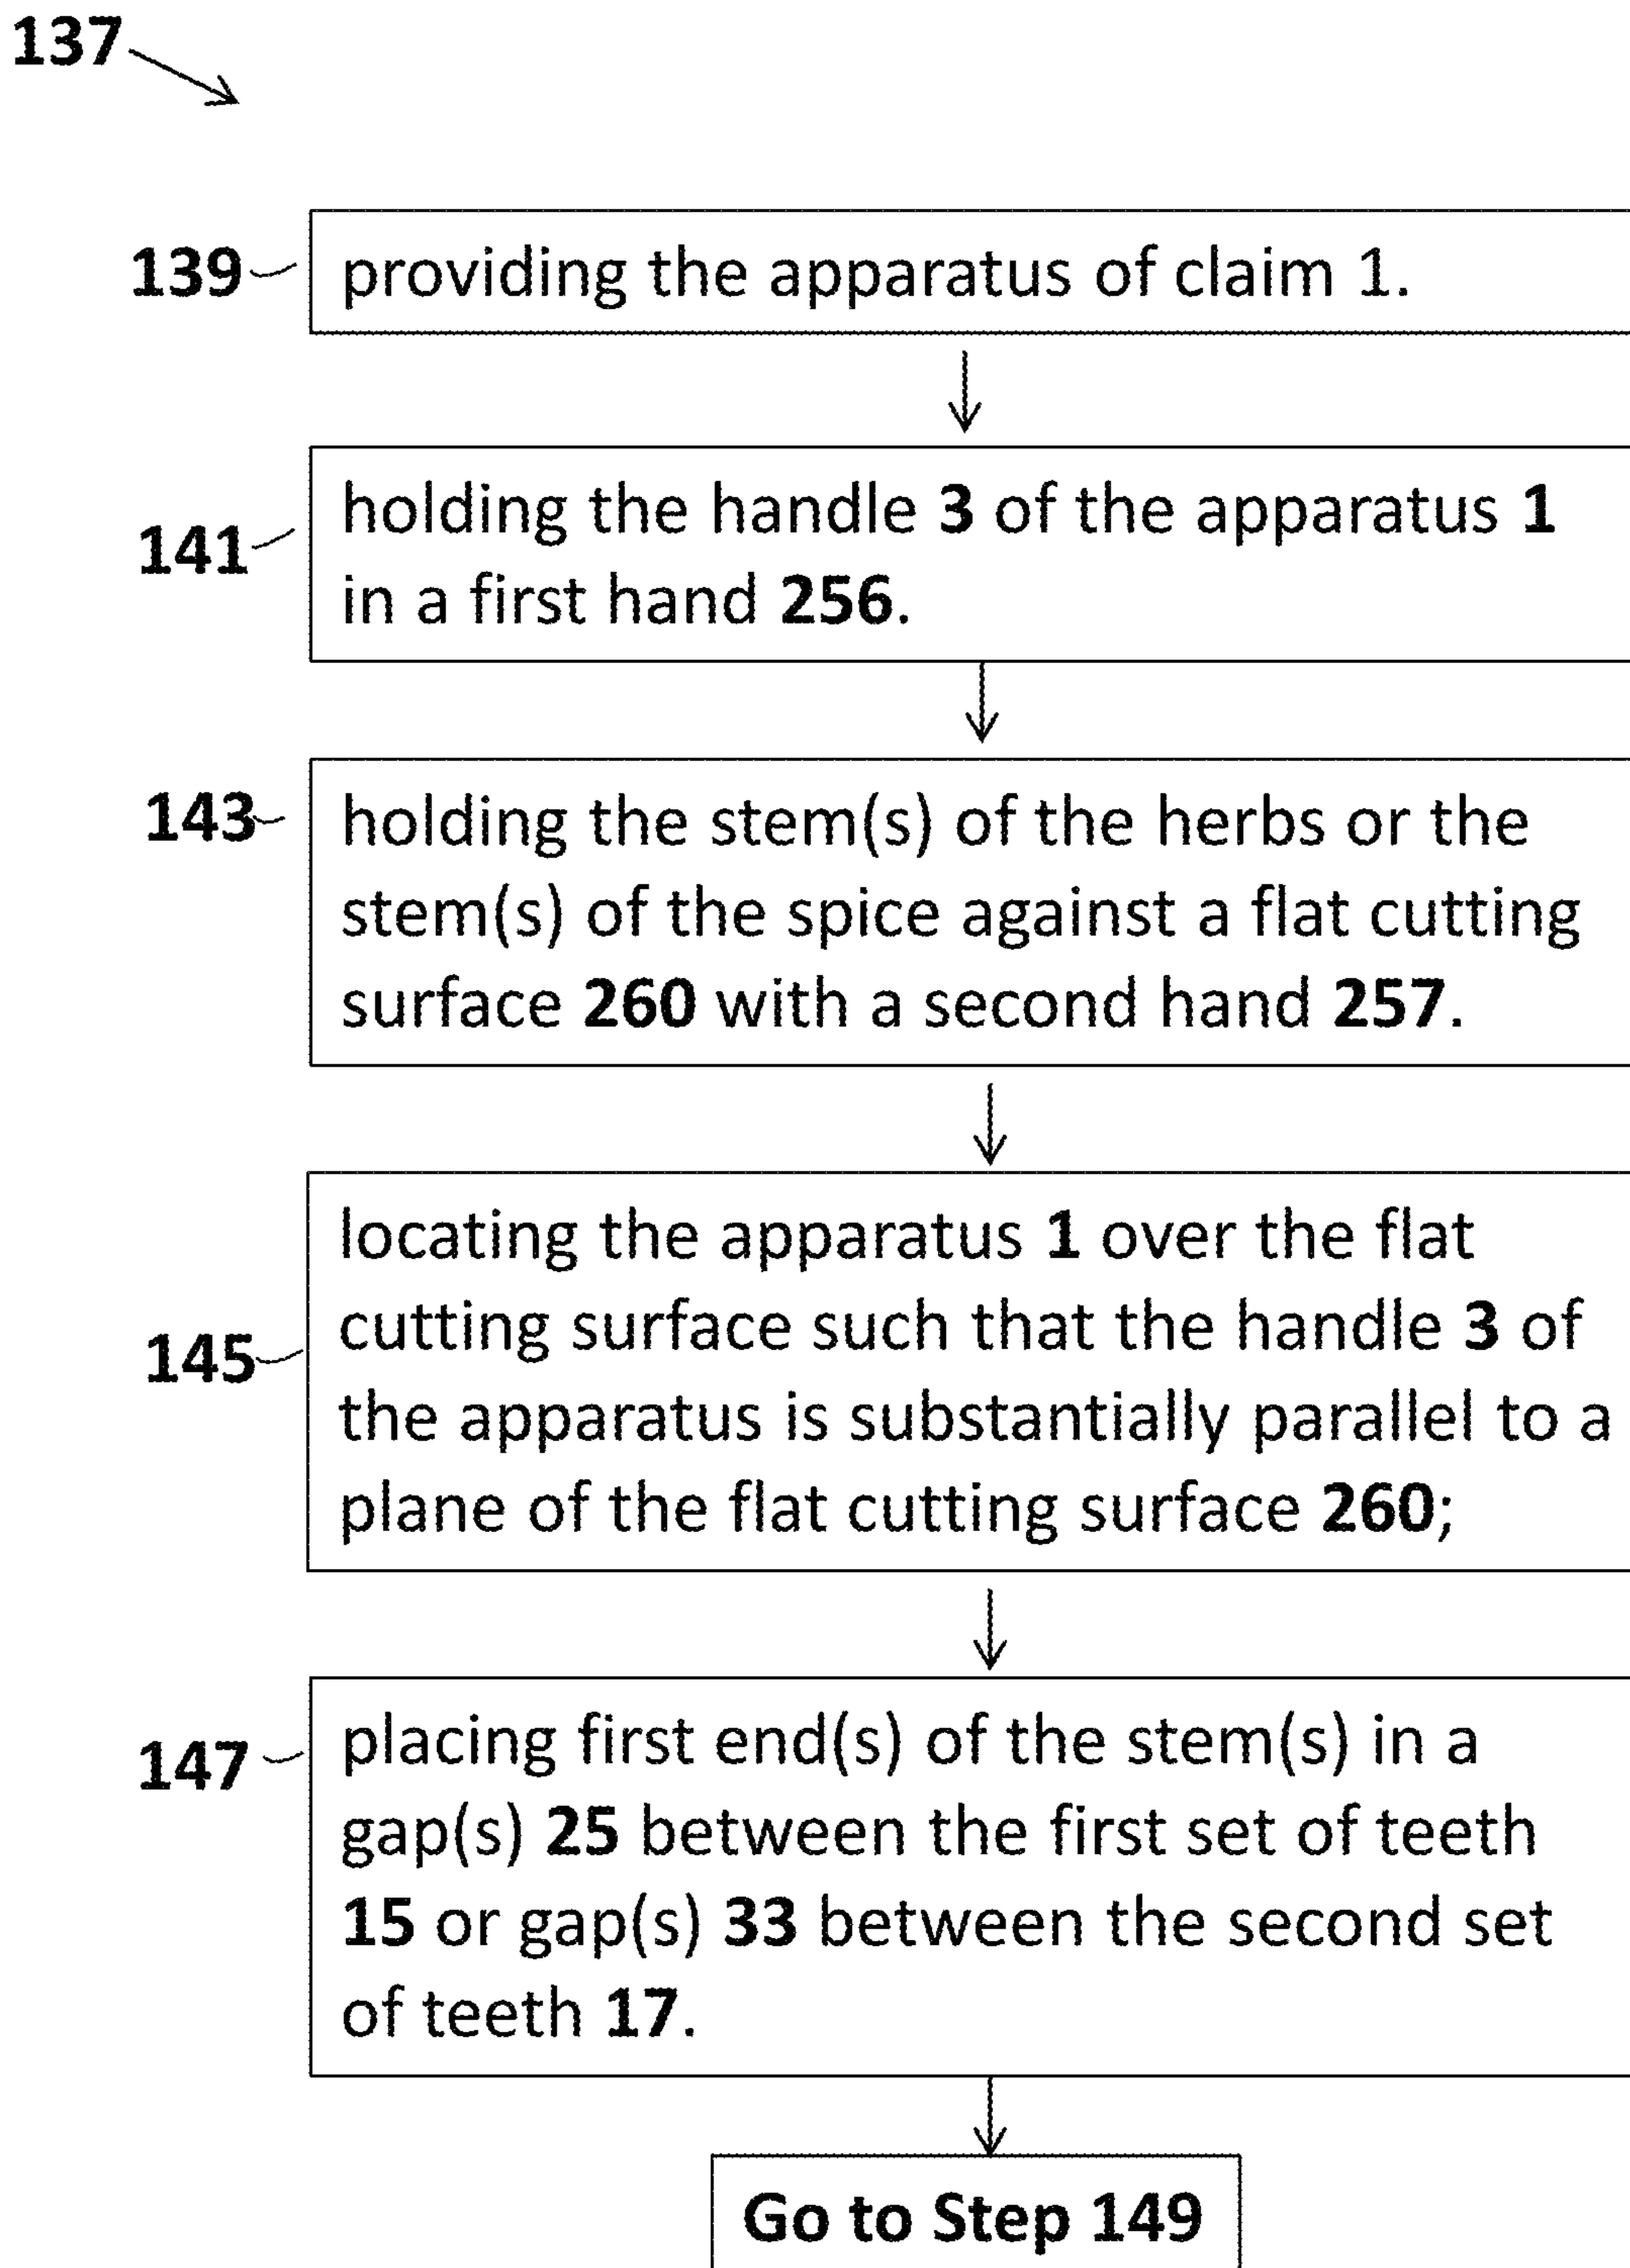 137
139 providing the apparatus of claim 1.
holding the handle 3 of the apparatus 1
141
in a first hand 256.
143 holding the stem(s) of the herbs or the
stem(s) of the spice against a flat cutting
surface 260 with a second hand 257.
locating the apparatus 1 over the flat
cutting surface such that the handle 3 of
145
the apparatus is substantially parallel to a
plane of the flat cutting surface 260;
147 placing first end(s) of the stem(s) in a
gap(s) 25 between the first set of teeth
15 or gap(s) 33 between the second set
of teeth 17.
Go to Step 149